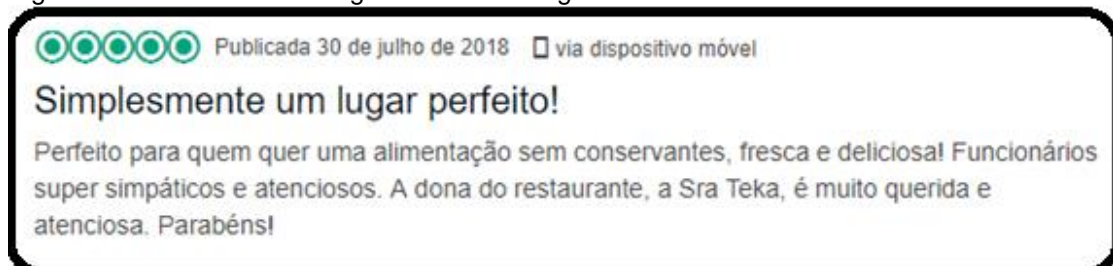 Publicada 30 de julho de 2018 via dispositivo móvel
Simplesmente um lugar perfeito!
Perfeito para quem quer uma alimentação sem conservantes, fresca e deliciosa! Funcionários
super simpáticos e atenciosos. A dona do restaurante, a Sra Teka, é muito querida e
atenciosa. Parabéns!